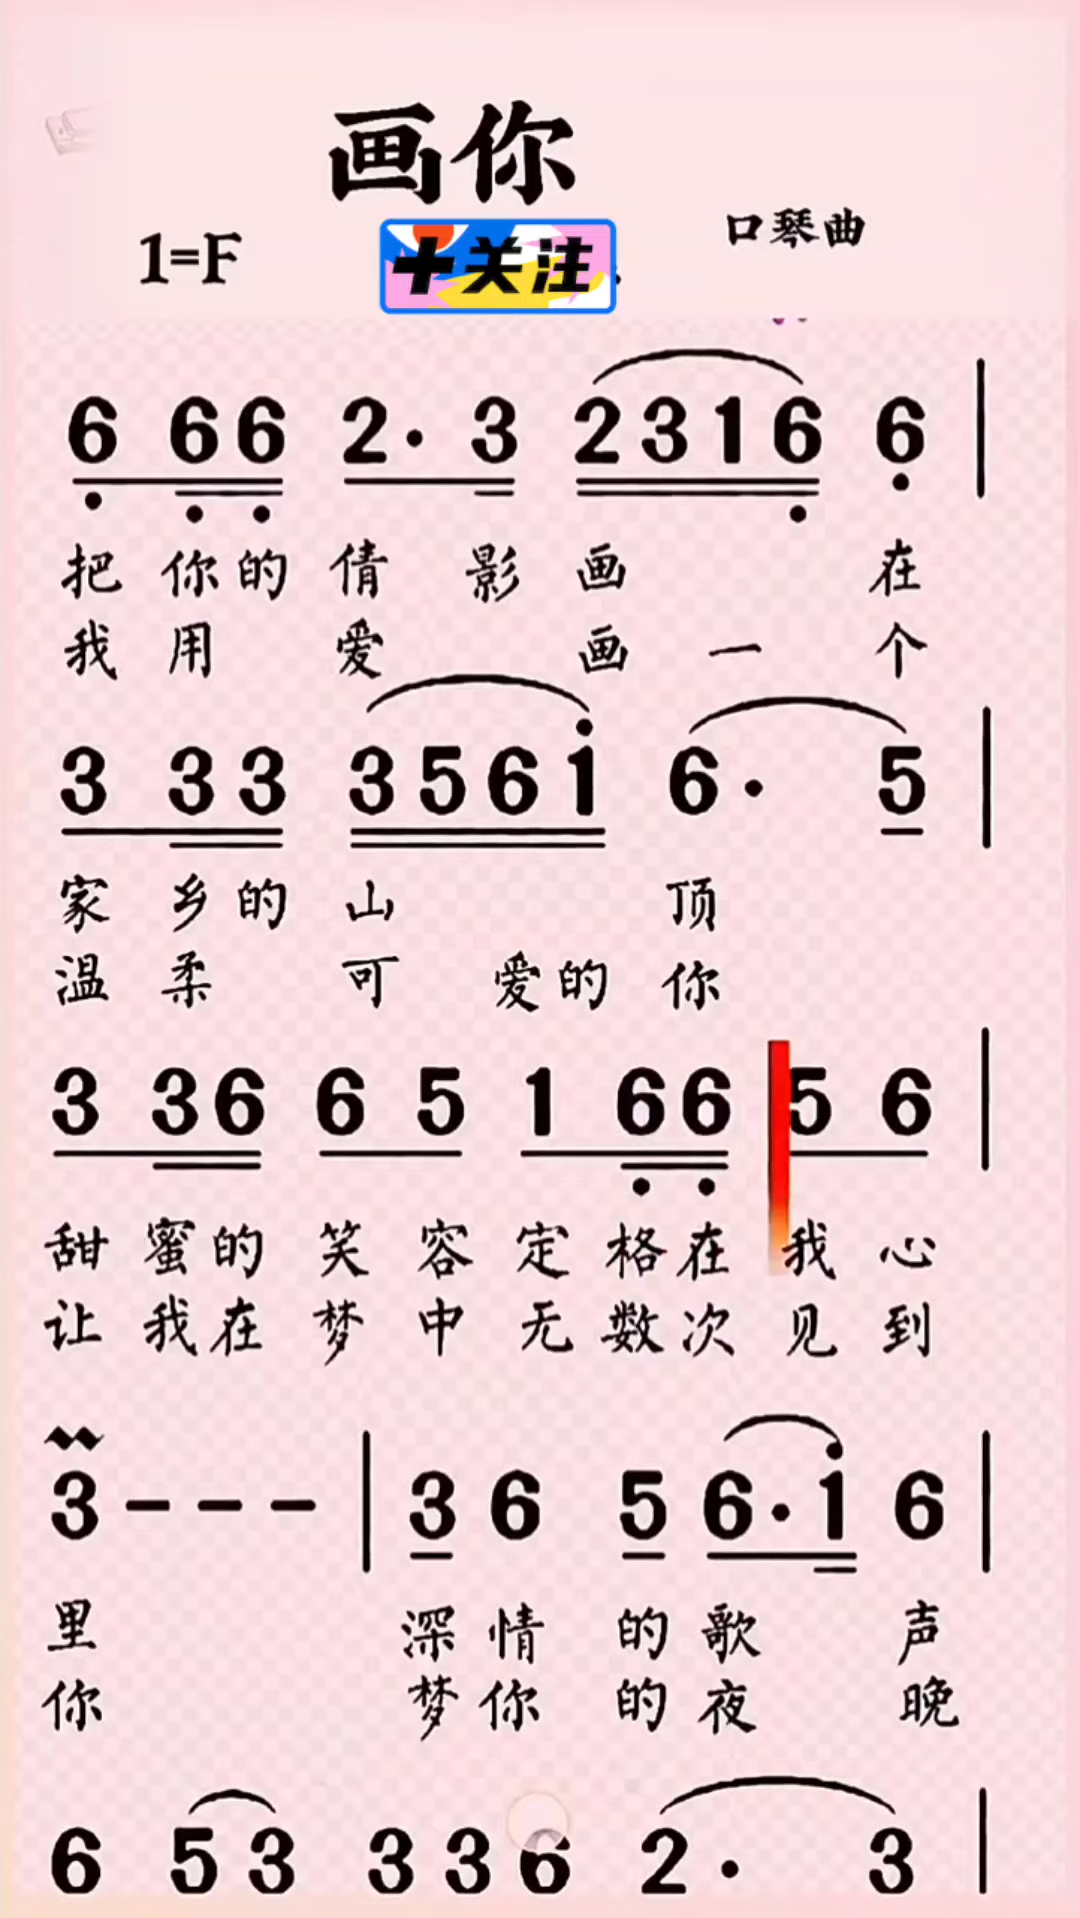 画你
口琴曲
1=F
+关注
6 66 2· 3 2316 6
把 你的 倩 影 画 在
我 用 爱 画 一 个
3 33 3561 6· 5
家 乡的 山 顶
温 柔 可 爱的 你
3 36 6 5 1 66 5 6
甜 蜜的 笑 容 定 格在 我 心
让 我在 梦 中 无 数次 见 到
3 - - - 3 6 5 6·1 6
里 深 情 的 歌 声
你 梦 你 的 夜 晚
6 53 336 2· 3